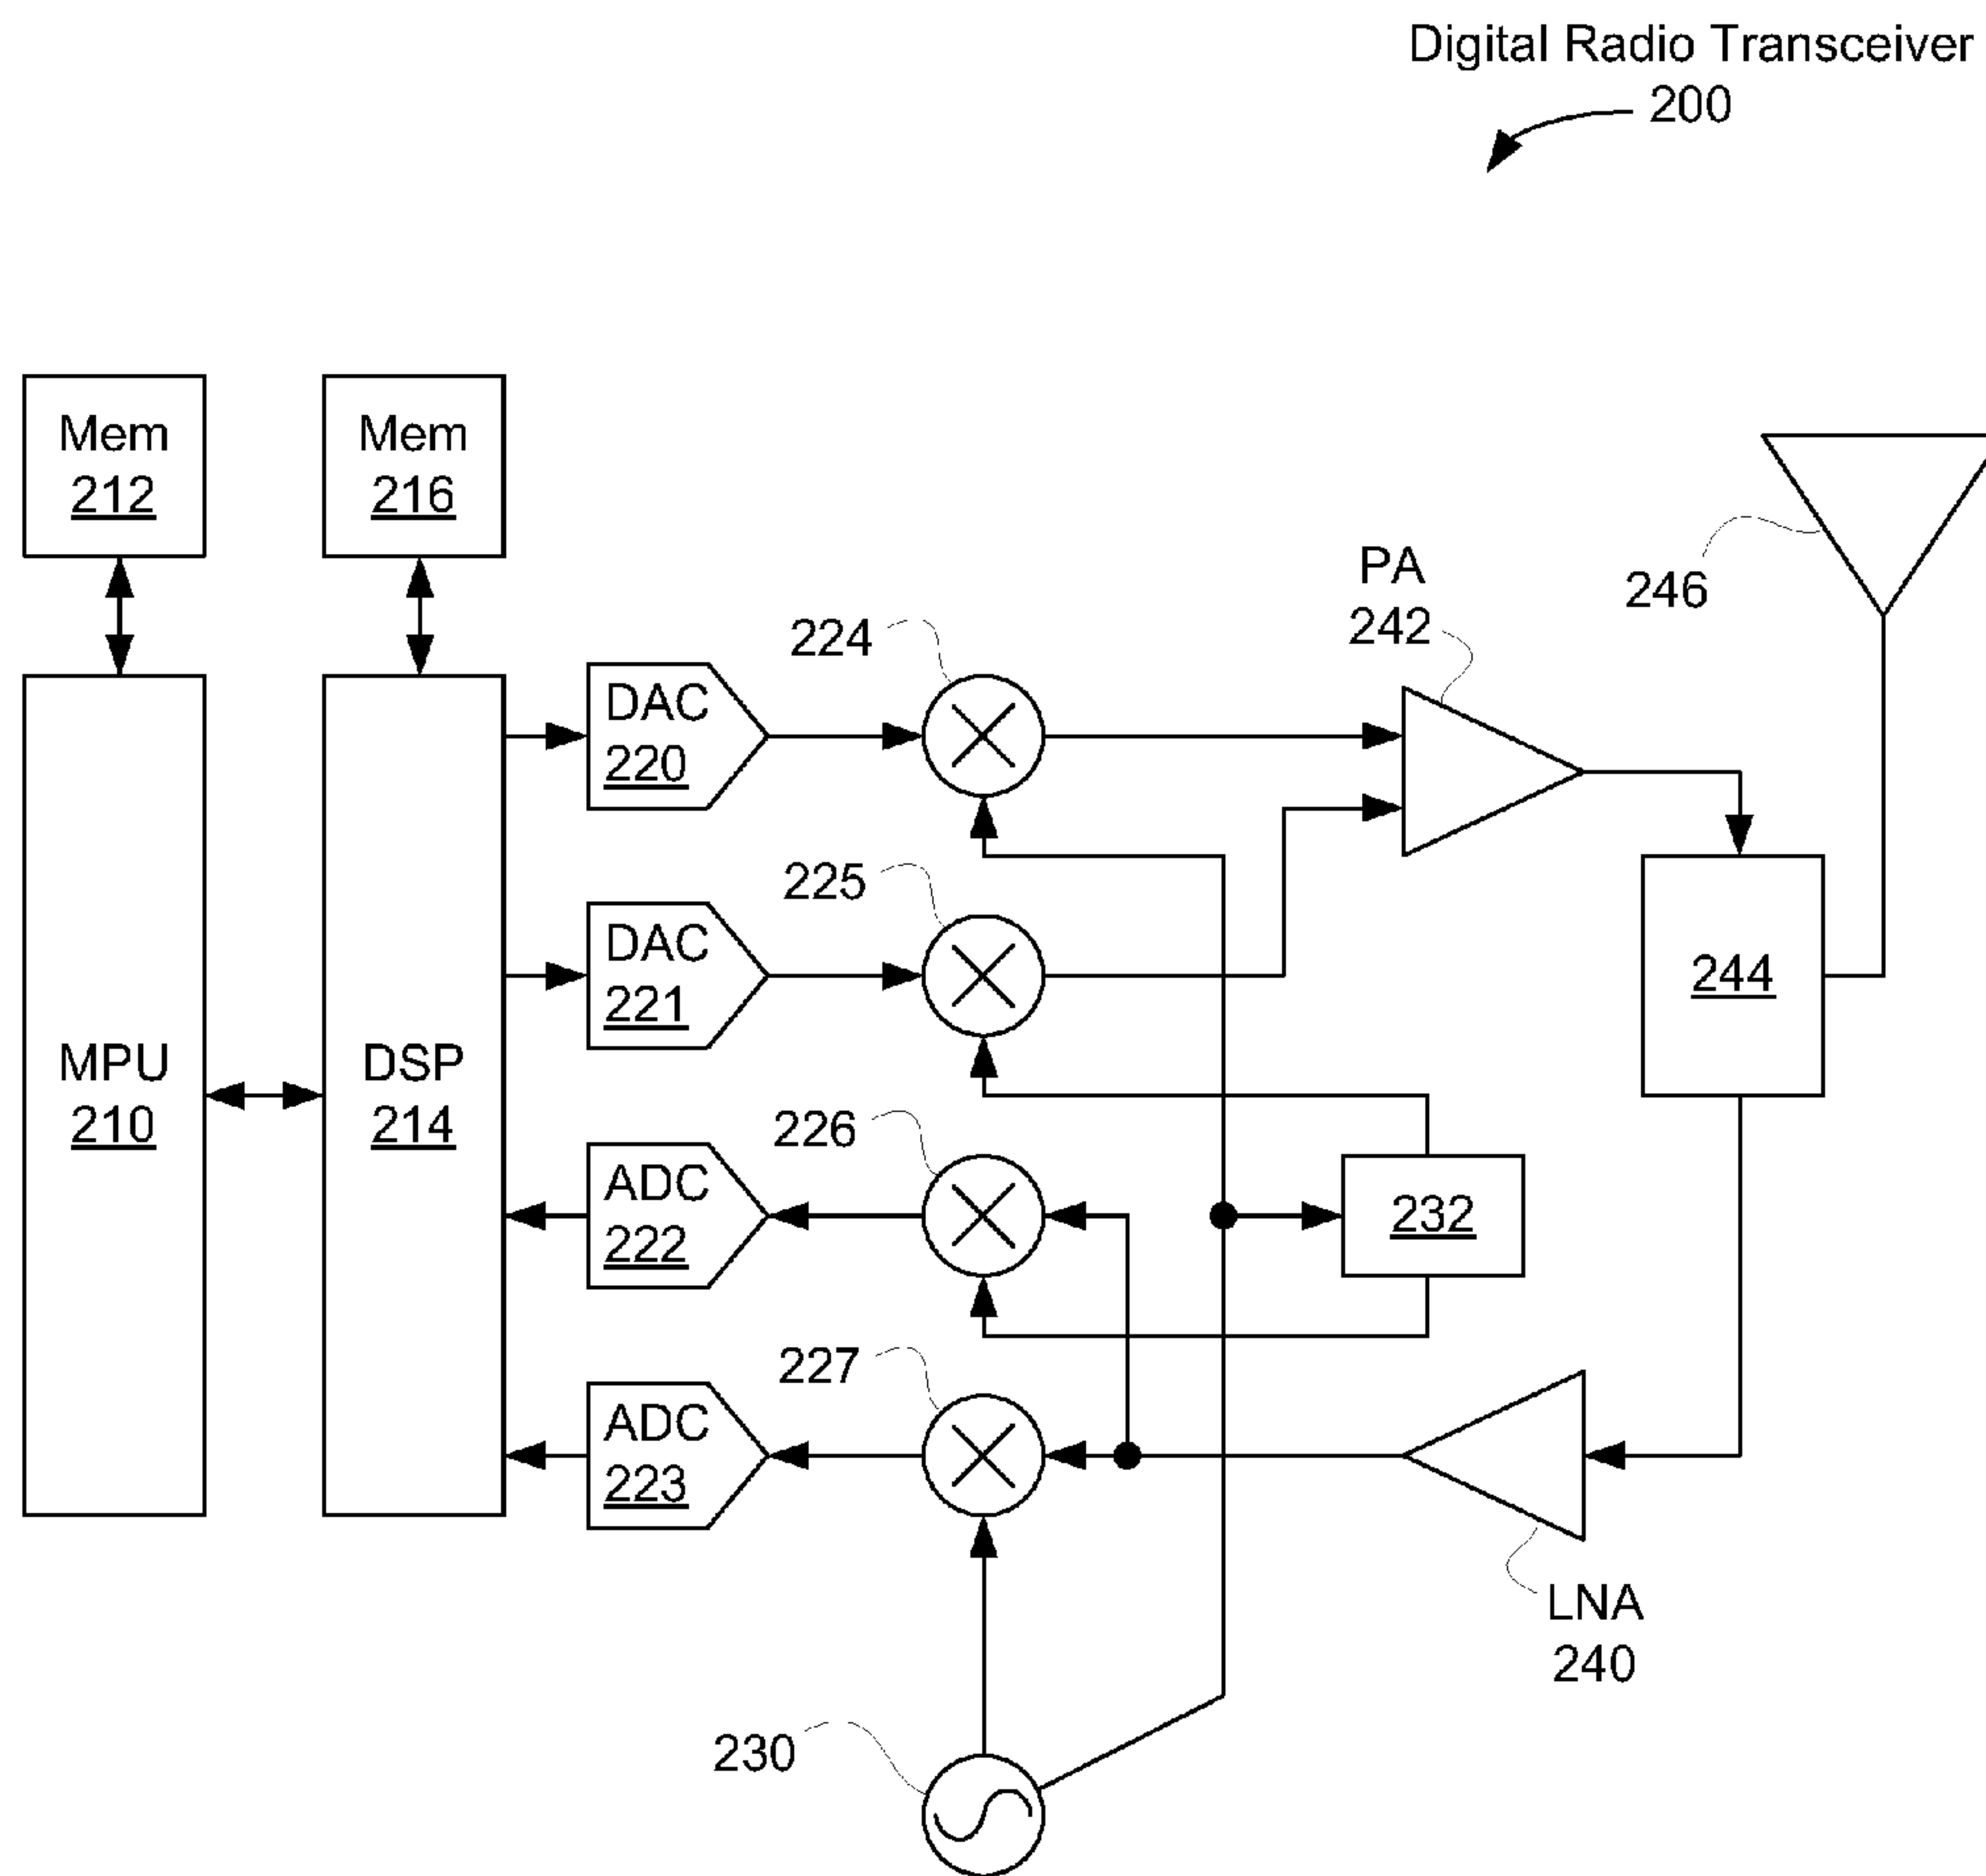 Digital Radio Transceiver
200
Mem
212
Mem
216
PA
242
246
224
DAC
220
225
DAC
221
244
MPU
210
DSP
214
226
ADC
222
232
227
ADC
223
LNA
240
230